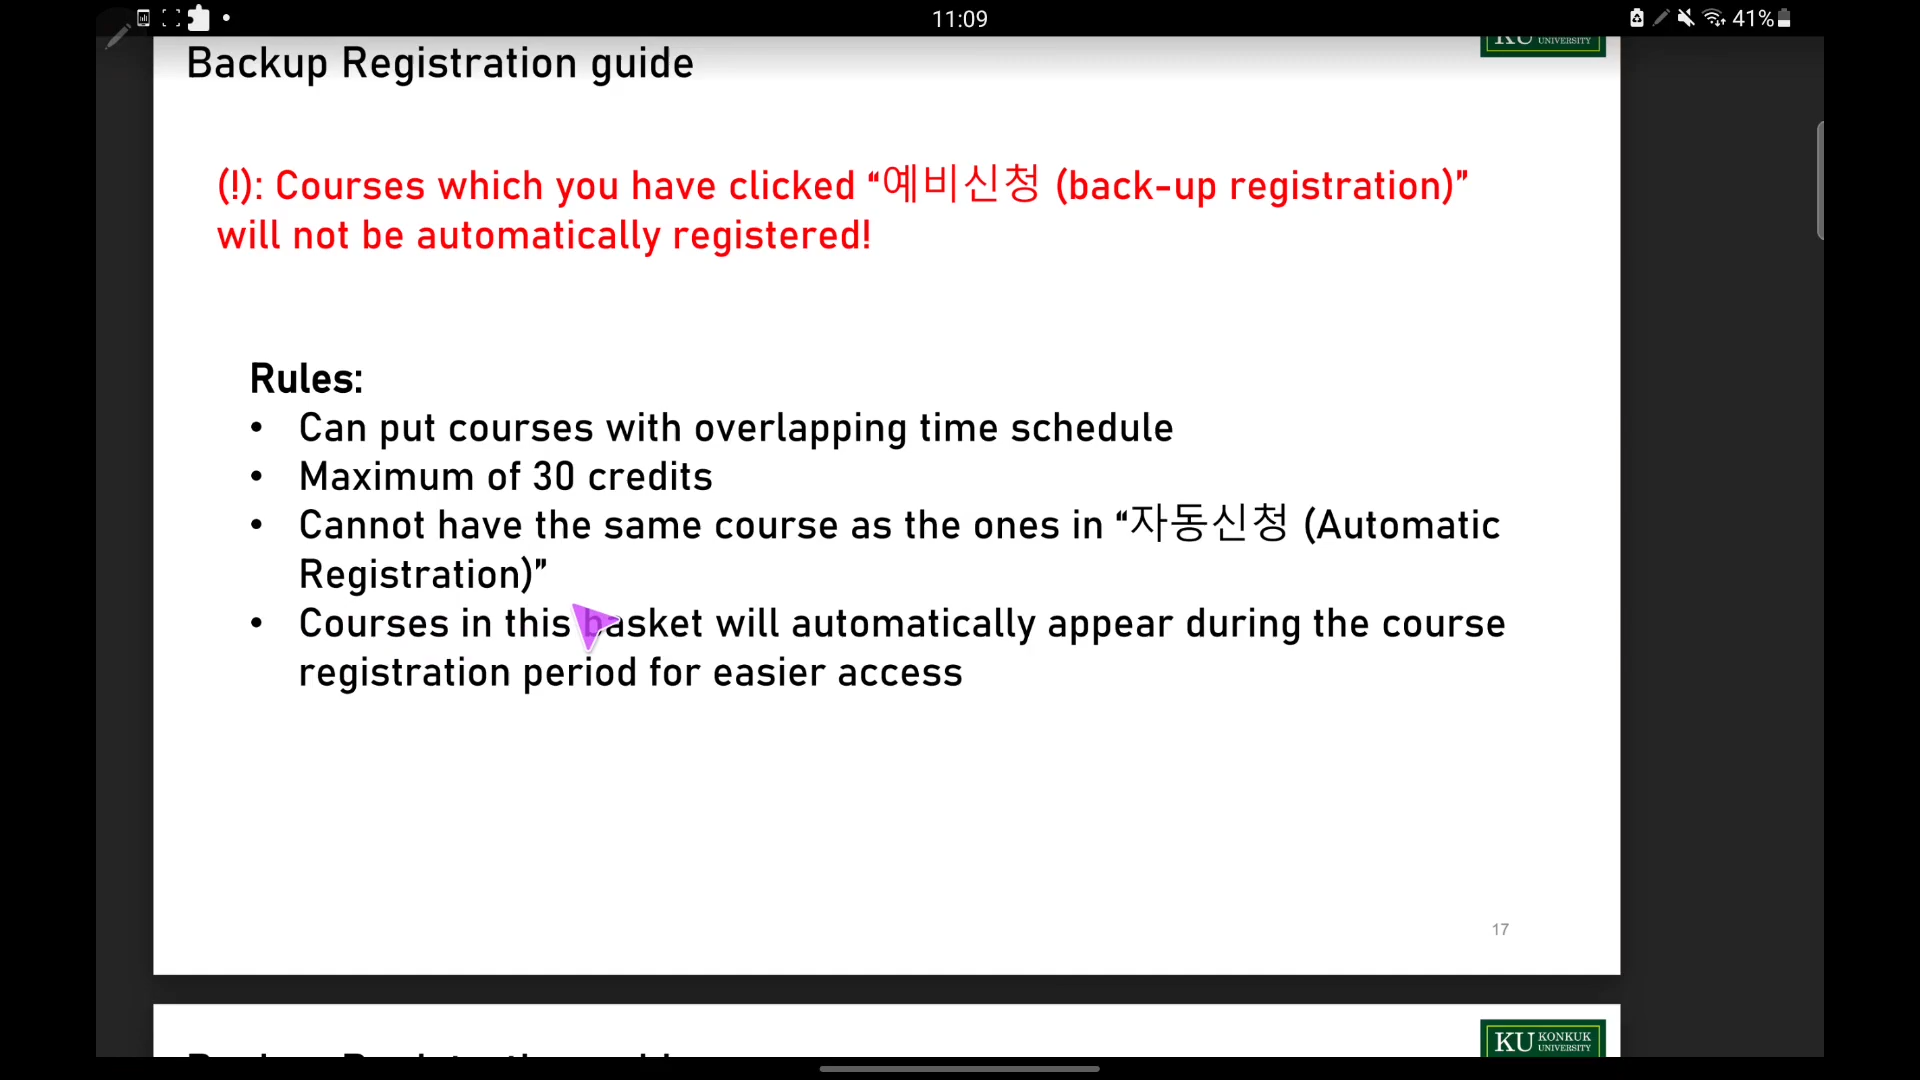 11:09
41%
KU UNIVERSITY
Backup Registration guide
(!): Courses which you have clicked “예비신청 (back-up registration)”
will not be automatically registered!
Rules:
• Can put courses with overlapping time schedule
• Maximum of 30 credits
• Cannot have the same course as the ones in “자동신청 (Automatic
Registration)”
• Courses in this basket will automatically appear during the course
registration period for easier access
17
KU KONKUK
UNIVERSITY